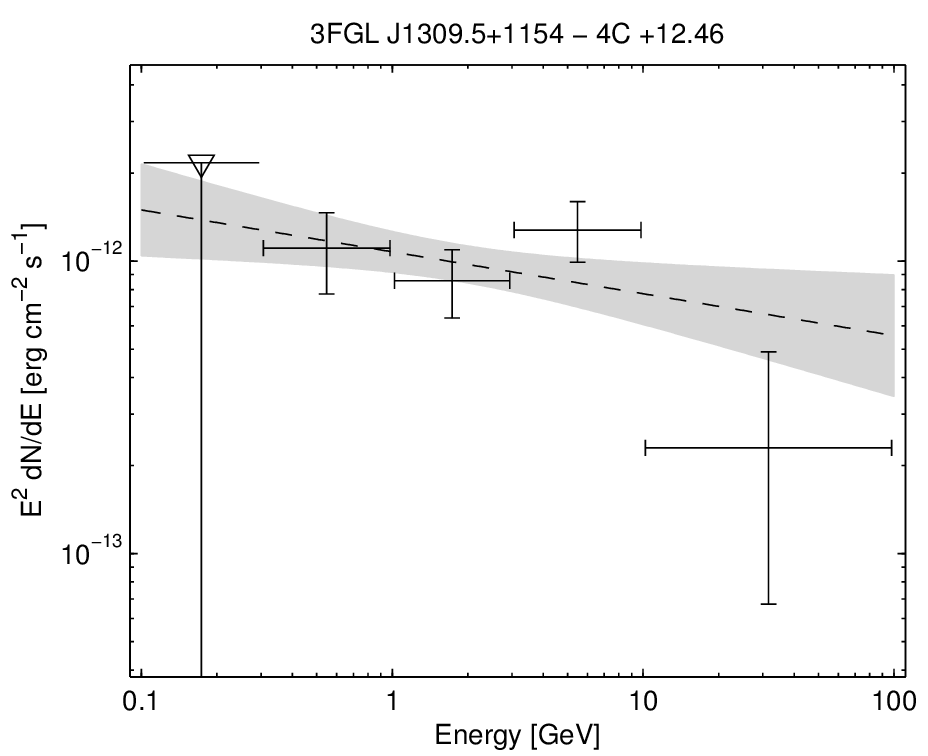 3FGL J1309.5+1154 − 4C +12.46
E² dN/dE [erg cm⁻² s⁻¹]
10⁻¹²
10⁻¹³
0.1 1 10 100
Energy [GeV]